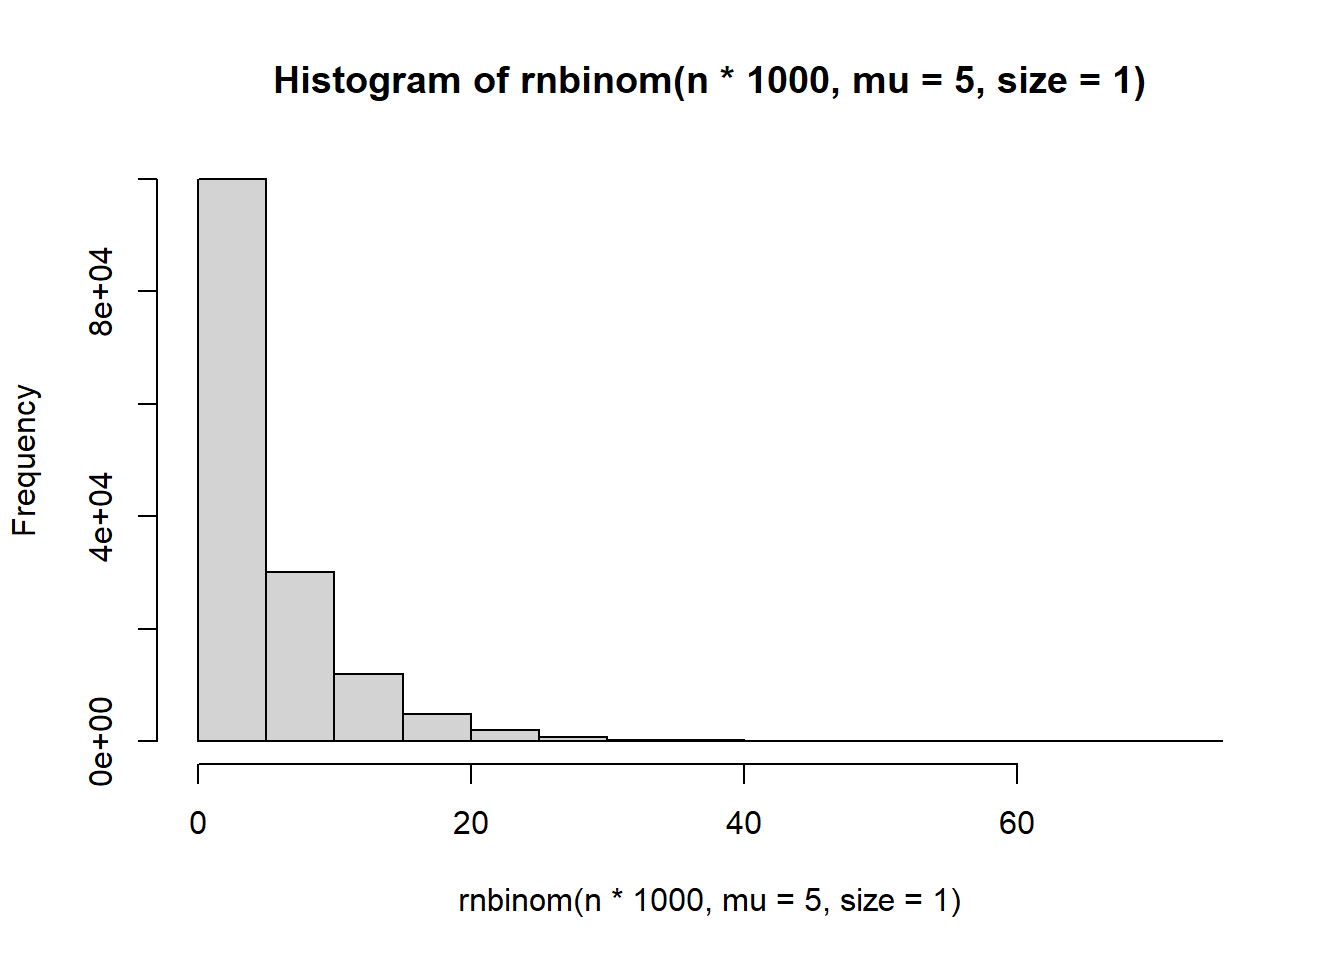 Histogram of rnbinom(n * 1000, mu = 5, size = 1)
Frequency
8e+04
4e+04
0e+00
0 20 40 60
rnbinom(n * 1000, mu = 5, size = 1)